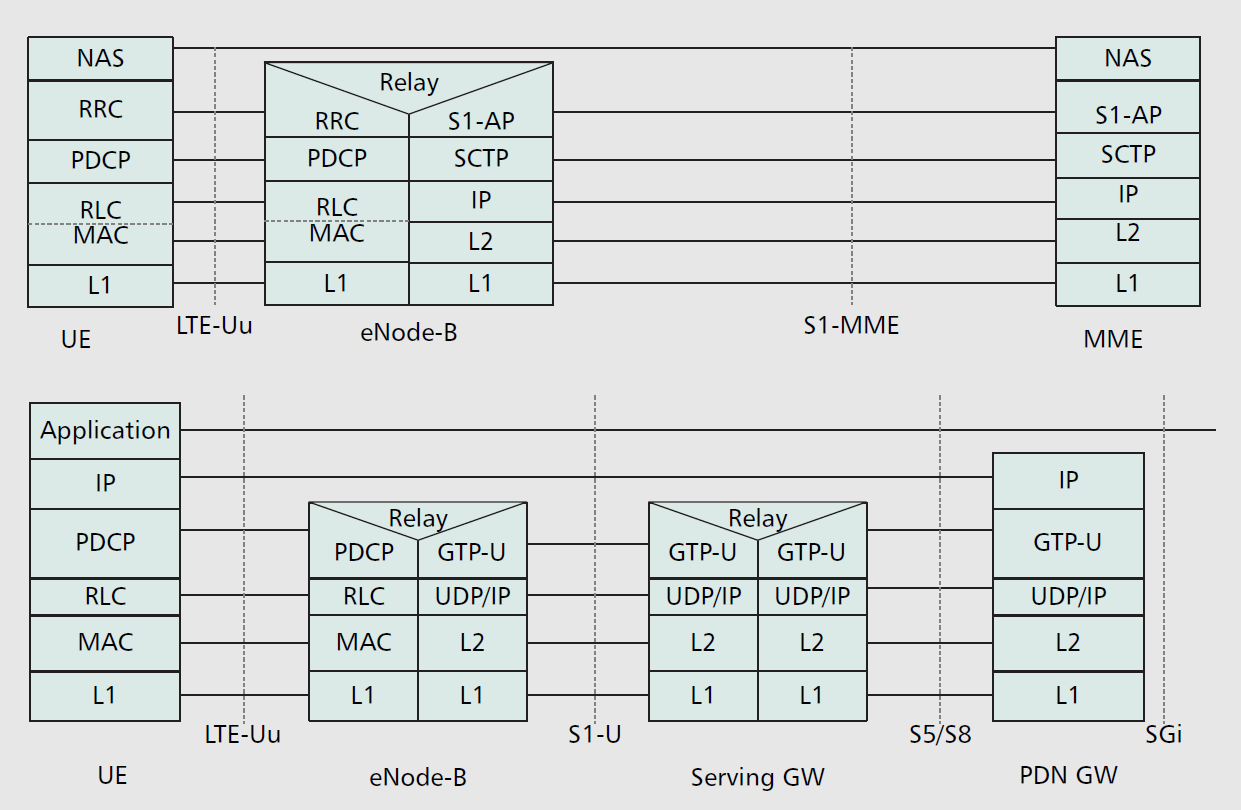 NAS
RRC
PDCP
RLC
MAC
L1
UE
LTE-Uu
Relay
RRC S1-AP
PDCP SCTP
RLC IP
MAC L2
L1 L1
eNode-B
S1-MME
NAS
S1-AP
SCTP
IP
L2
L1
MME
Application
IP
PDCP
RLC
MAC
L1
UE
LTE-Uu
Relay
PDCP GTP-U
RLC UDP/IP
MAC L2
L1 L1
eNode-B
S1-U
Relay
GTP-U GTP-U
UDP/IP UDP/IP
L2 L2
L1 L1
Serving GW
S5/S8
IP
GTP-U
UDP/IP
L2
L1
PDN GW
SGi